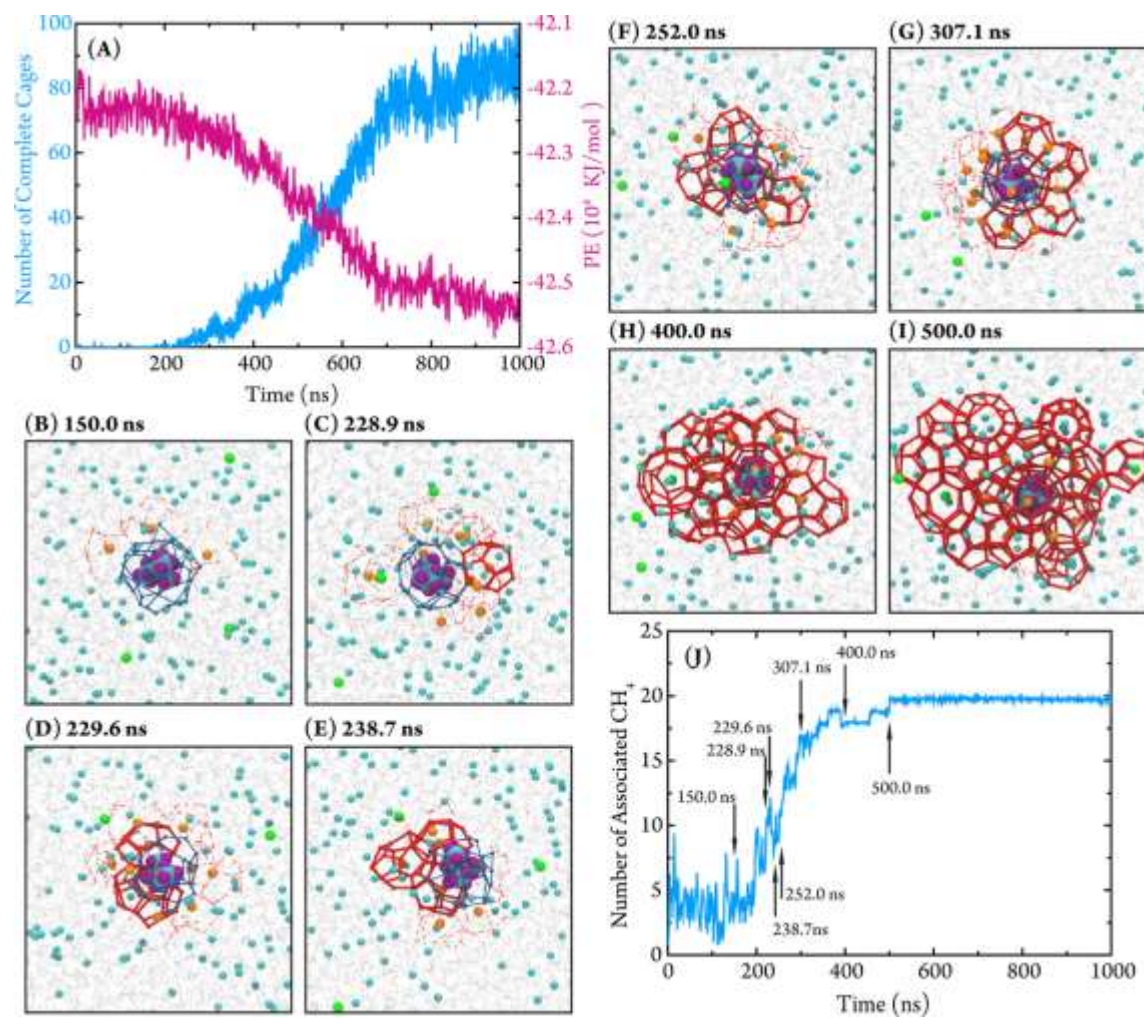 (A)
Number of Complete Cages
100
80
60
40
20
0
-42.1
-42.2
-42.3
-42.4
-42.5
-42.6
PE (10⁴ KJ/mol)
0 200 400 600 800 1000
Time (ns)
(B) 150.0 ns
(C) 228.9 ns
(D) 229.6 ns
(E) 238.7 ns
(F) 252.0 ns
(G) 307.1 ns
(H) 400.0 ns
(I) 500.0 ns
(J)
Number of Associated CH₄
25
20
15
10
5
0
400.0 ns
307.1 ns
229.6 ns
228.9 ns
150.0 ns
500.0 ns
252.0 ns
238.7ns
0 200 400 600 800 1000
Time (ns)